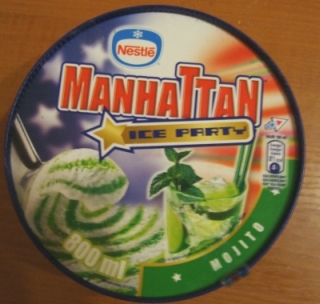 Nestlé
MANHATTAN
ICE PARTY
800 ml
MOJITO